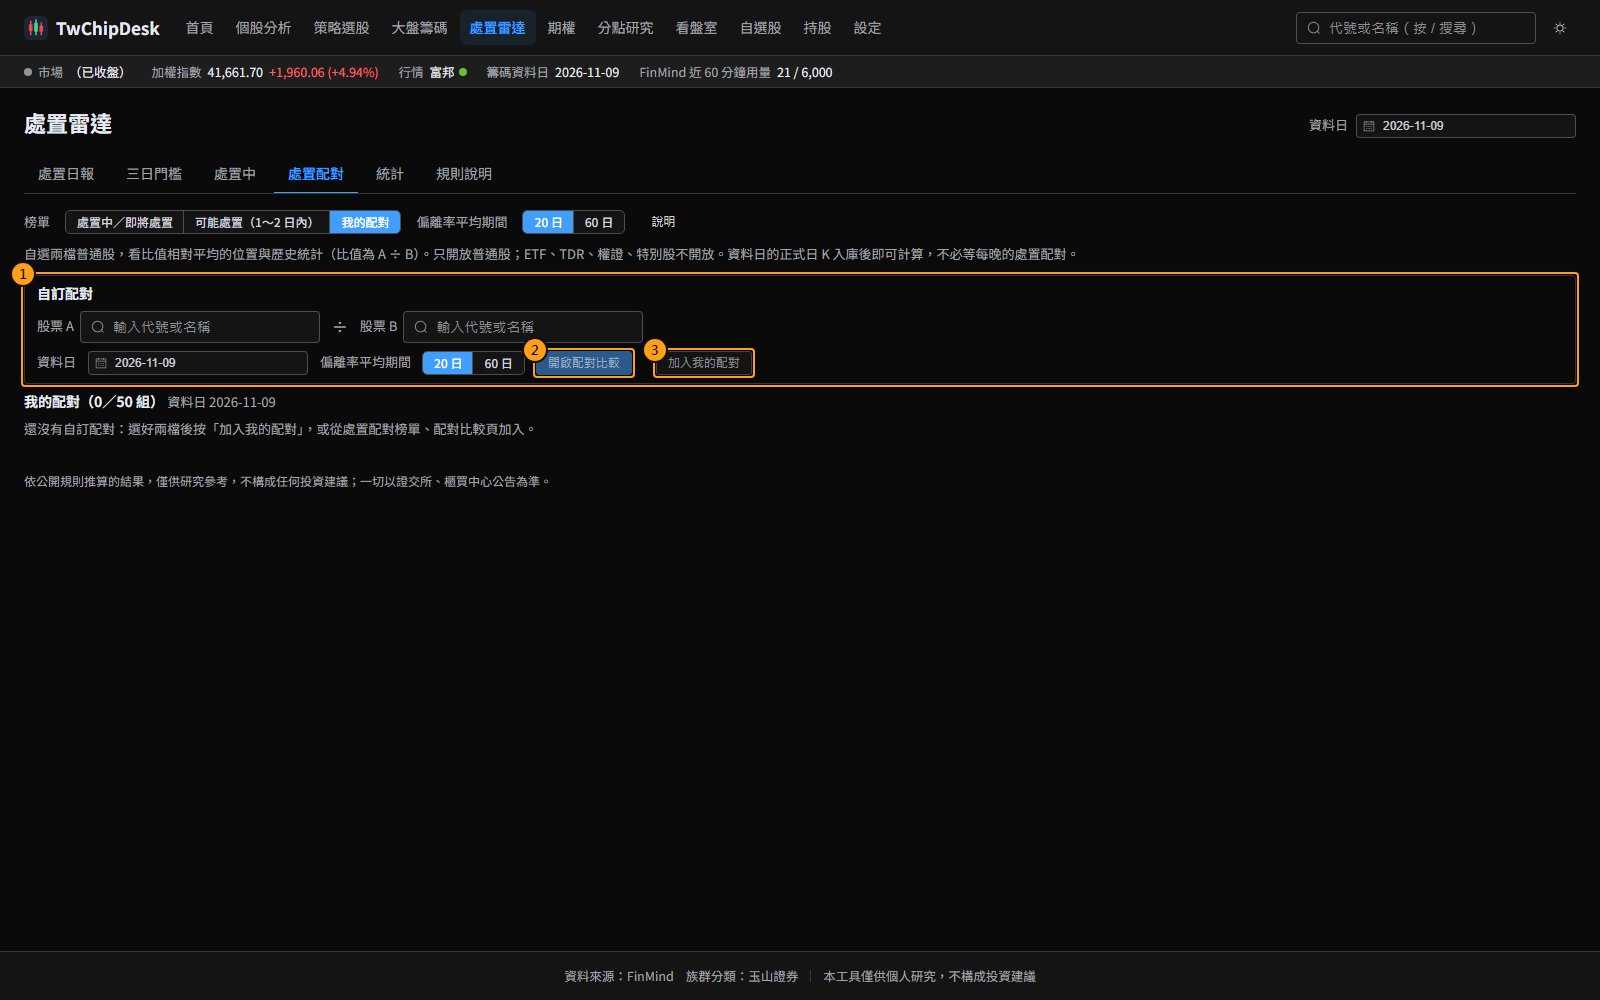 TwChipDesk 首頁 個股分析 策略選股 大盤籌碼 處置雷達 期權 分點研究 看盤室 自選股 持股 設定 代號或名稱 ( 按 / 搜尋 )
市場 （已收盤） 加權指數 41,661.70 +1,960.06 (+4.94%) 行情 富邦 籌碼資料日 2026-11-09 FinMind 近 60 分鐘用量 21 / 6,000
處置雷達
資料日 2026-11-09
處置日報 三日門檻 處置中 處置配對 統計 規則說明
榜單 處置中／即將處置 可能處置（1～2 日內） 我的配對 偏離率平均期間 20 日 60 日 說明
自選兩檔普通股，看比值相對平均的位置與歷史統計（比值為 A ÷ B）。只開放普通股；ETF、TDR、權證、特別股不開放。資料日的正式日 K 入庫後即可計算，不必等每晚的處置配對。
1
自訂配對
股票 A 輸入代號或名稱 ÷ 股票 B 輸入代號或名稱
資料日 2026-11-09 偏離率平均期間 20 日 60 日 2 開啟配對比較 3 加入我的配對
我的配對（0／50 組） 資料日 2026-11-09
還沒有自訂配對：選好兩檔後按「加入我的配對」，或從處置配對榜單、配對比較頁加入。
依公開規則推算的結果，僅供研究參考，不構成任何投資建議；一切以證交所、櫃買中心公告為準。
資料來源：FinMind 族群分類：玉山證券 本工具僅供個人研究，不構成投資建議